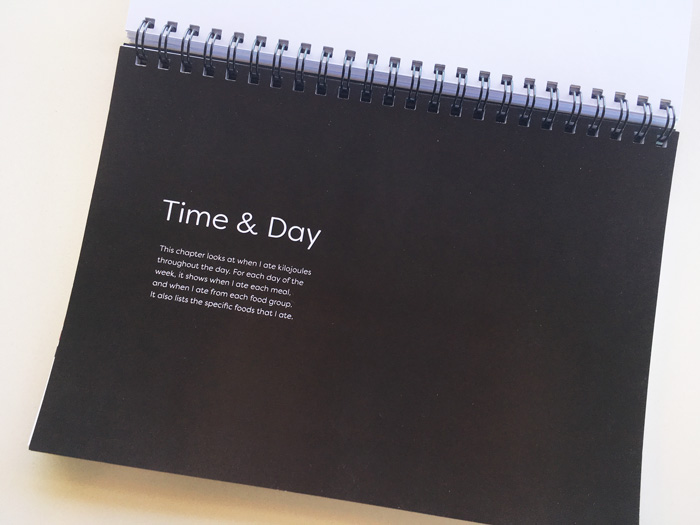 Time & Day
This chapter looks at when I ate kilojoules
throughout the day. For each day of the
week, it shows when I ate each meal,
and when I ate from each food group.
It also lists the specific foods that I ate.